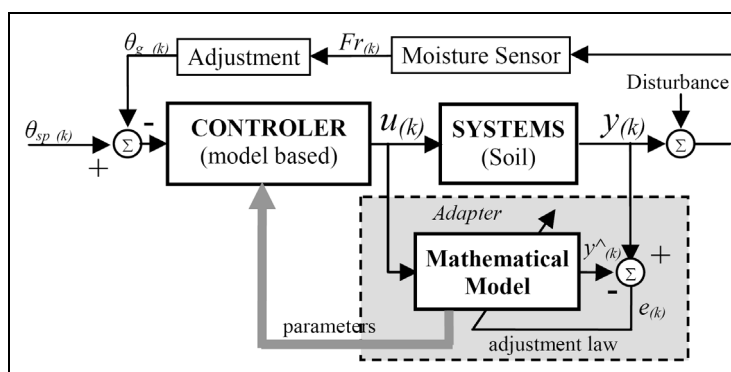 θg (k)
Adjustment
Fr(k)
Moisture Sensor
Disturbance
θsp (k)
+
-
Σ
CONTROLER
(model based)
u(k)
SYSTEMS
(Soil)
y(k)
Σ
Adapter
Mathematical
Model
y^(k)
+
-
Σ
e(k)
parameters
adjustment law